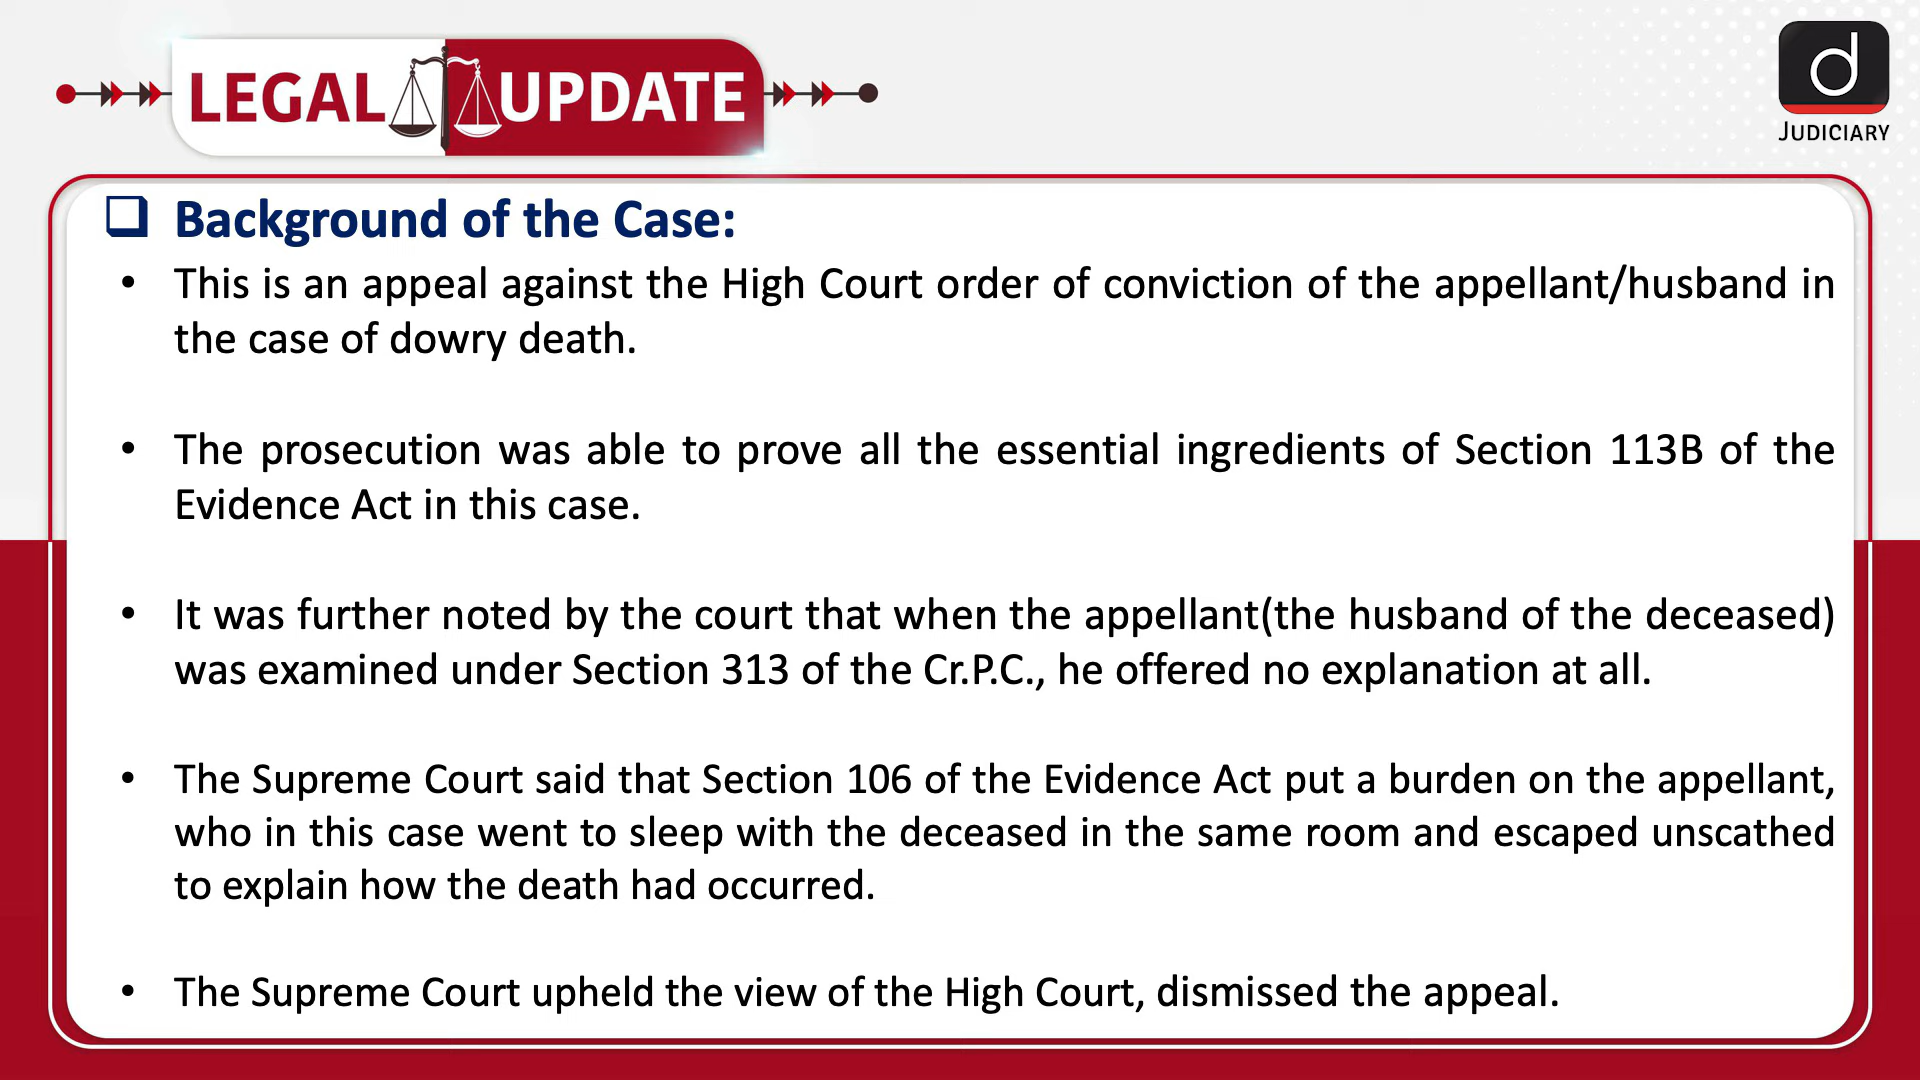 LEGAL UPDATE
d
JUDICIARY
❑ Background of the Case:
• This is an appeal against the High Court order of conviction of the appellant/husband in
the case of dowry death.
• The prosecution was able to prove all the essential ingredients of Section 113B of the
Evidence Act in this case.
• It was further noted by the court that when the appellant(the husband of the deceased)
was examined under Section 313 of the Cr.P.C., he offered no explanation at all.
• The Supreme Court said that Section 106 of the Evidence Act put a burden on the appellant,
who in this case went to sleep with the deceased in the same room and escaped unscathed
to explain how the death had occurred.
• The Supreme Court upheld the view of the High Court, dismissed the appeal.